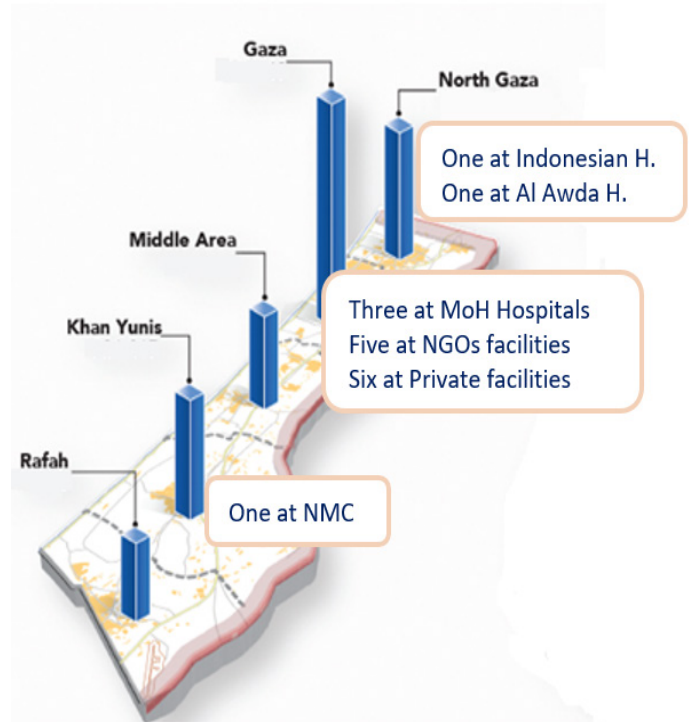 Gaza
North Gaza
One at Indonesian H.
One at Al Awda H.
Middle Area
Three at MoH Hospitals
Five at NGOs facilities
Six at Private facilities
Khan Yunis
Rafah
One at NMC